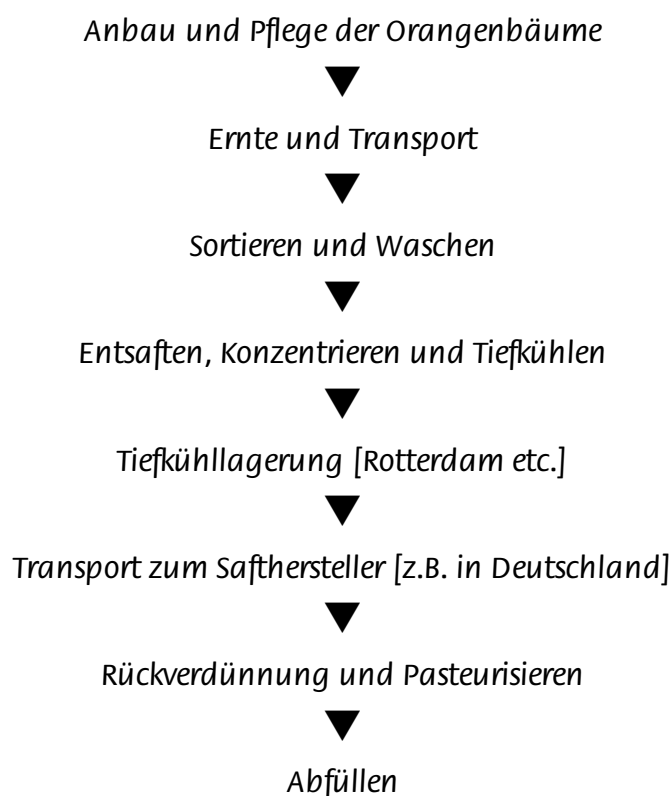 Anbau und Pflege der Orangenbäume
Ernte und Transport
Sortieren und Waschen
Entsaften, Konzentrieren und Tiefkühlen
Tiefkühllagerung [Rotterdam etc.]
Transport zum Safthersteller [z.B. in Deutschland]
Rückverdünnung und Pasteurisieren
Abfüllen